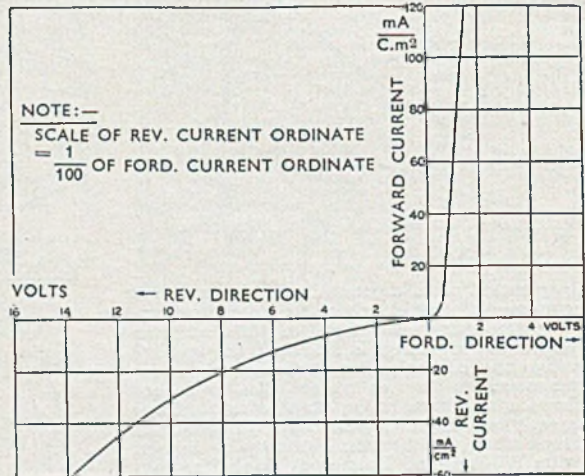 120
mA
C.m²
100
80
60
40
20
FORWARD CURRENT
NOTE:—
SCALE OF REV. CURRENT ORDINATE
= 1
100 OF FORD. CURRENT ORDINATE
VOLTS
← REV. DIRECTION
16 14 12 10 8 6 4 2 0 2 4 VOLTS
FORD. DIRECTION→
20
40
60
mA
cm²
REV.
CURRENT